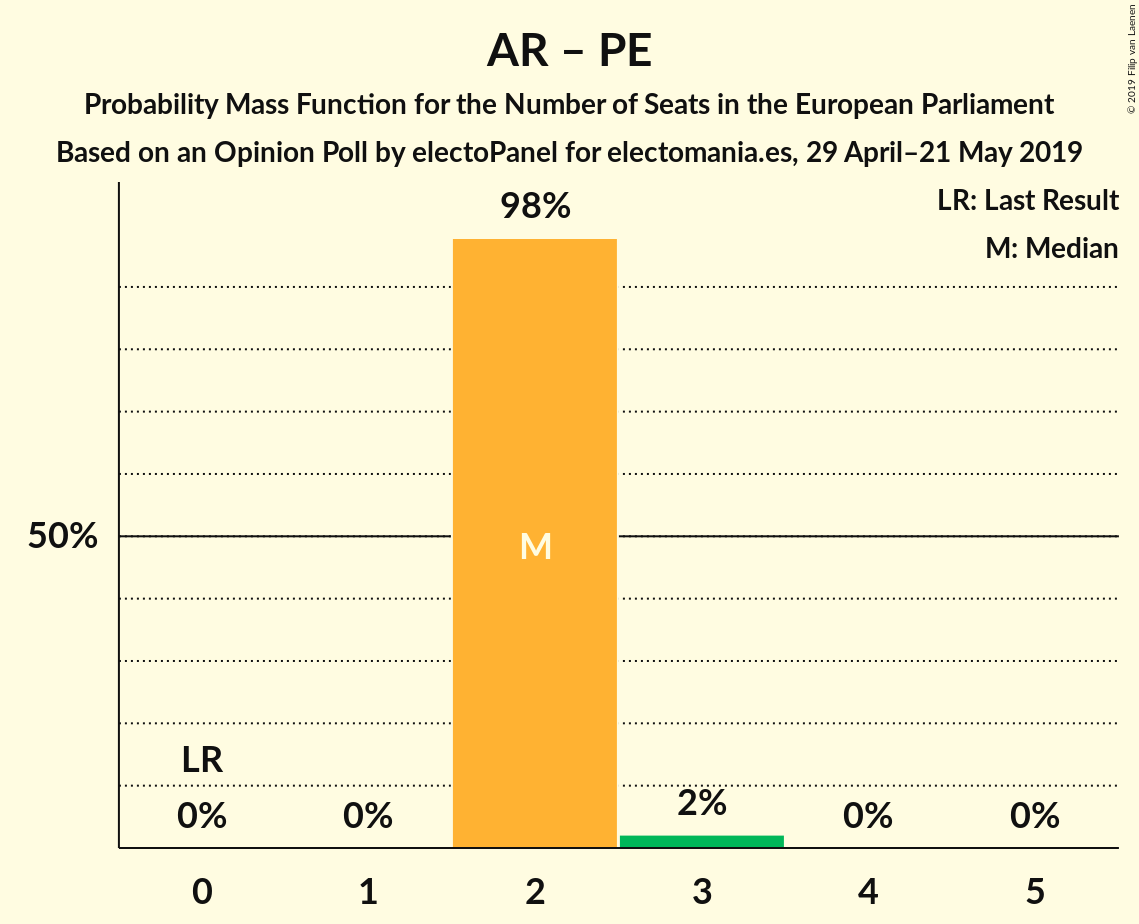 AR – PE
Probability Mass Function for the Number of Seats in the European Parliament
Based on an Opinion Poll by electoPanel for electomania.es, 29 April–21 May 2019
© 2019 Filip van Laenen
LR: Last Result
M: Median
98%
50%
M
LR
0%
0%
2%
0%
0%
0
1
2
3
4
5